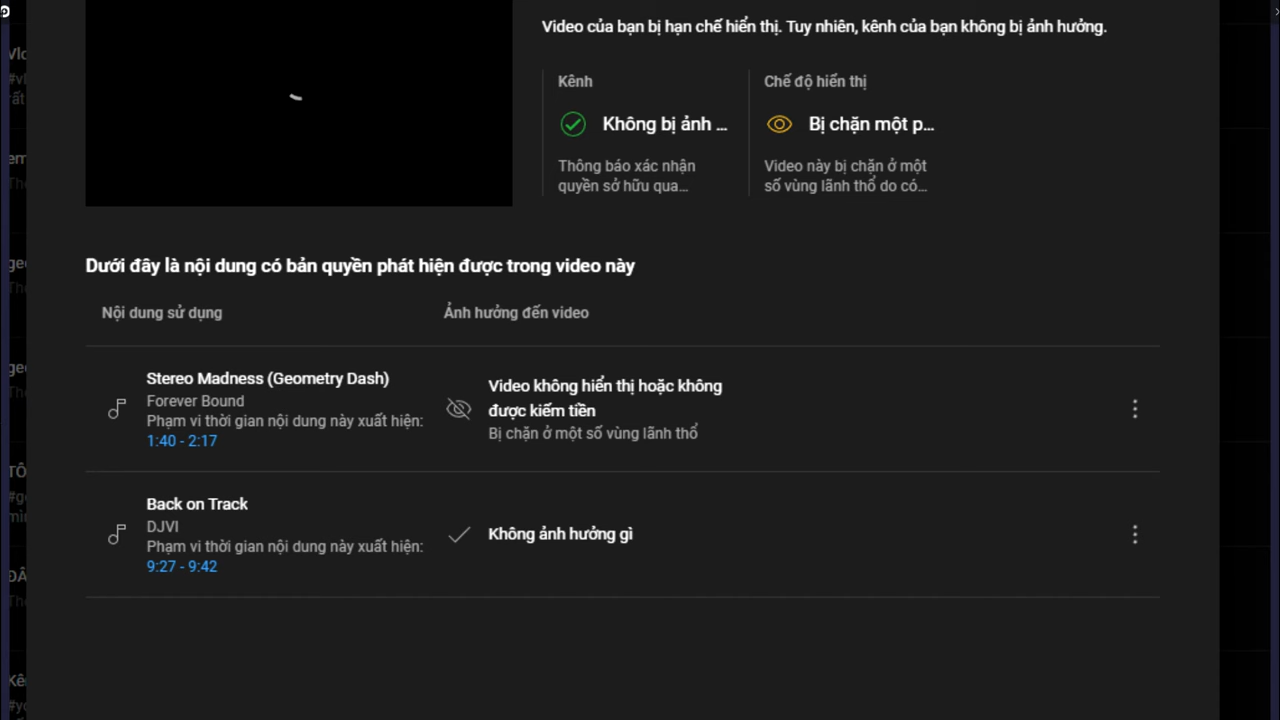 Video của bạn bị hạn chế hiển thị. Tuy nhiên, kênh của bạn không bị ảnh hưởng.
Kênh
Chế độ hiển thị
Không bị ảnh ...
Bị chặn một p...
Thông báo xác nhận
quyền sở hữu qua...
Video này bị chặn ở một
số vùng lãnh thổ do có...
Dưới đây là nội dung có bản quyền phát hiện được trong video này
Nội dung sử dụng
Ảnh hưởng đến video
Stereo Madness (Geometry Dash)
Forever Bound
Phạm vi thời gian nội dung này xuất hiện:
1:40 - 2:17
Video không hiển thị hoặc không
được kiếm tiền
Bị chặn ở một số vùng lãnh thổ
Back on Track
DJVI
Phạm vi thời gian nội dung này xuất hiện:
9:27 - 9:42
Không ảnh hưởng gì